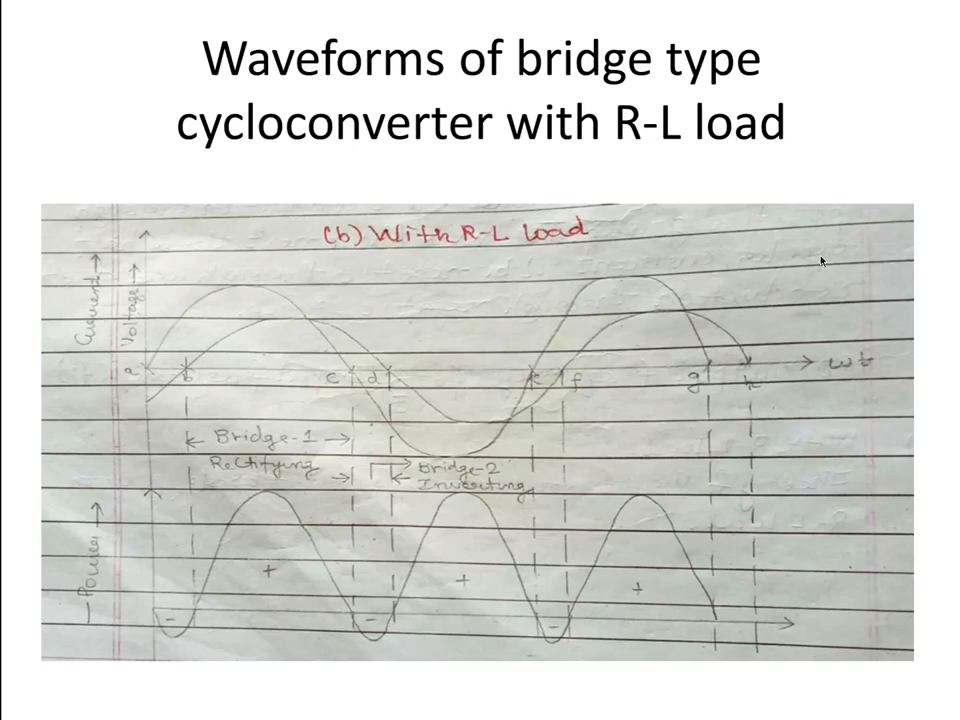 Waveforms of bridge type
cycloconverter with R-L load
(b) With R-L load
Current →
Voltage →
a b c d e f g h ωt
← Bridge-1 →
Rectifying
Bridge-2
Inverting
Power →
+ + +
- - -